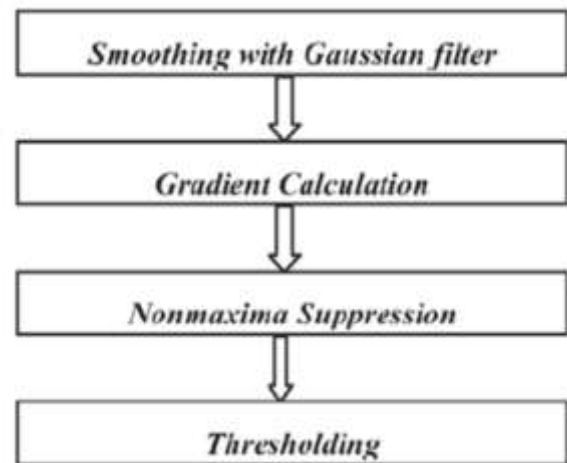 Smoothing with Gaussian filter
Gradient Calculation
Nonmaxima Suppression
Thresholding